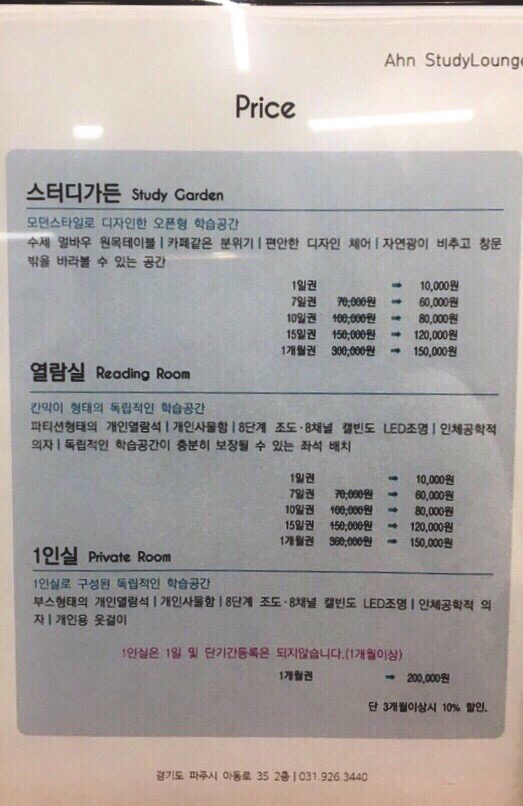 Ahn StudyLounge
Price
스터디가든 Study Garden
모던스타일로 디자인한 오픈형 학습공간
수제 멀바우 원목테이블 | 카페같은 분위기 | 편안한 디자인 체어 | 자연광이 비추고 창문
밖을 바라볼 수 있는 공간
1일권 ➡ 10,000원
7일권 70,000원 ➡ 60,000원
10일권 100,000원 ➡ 80,000원
15일권 150,000원 ➡ 120,000원
1개월권 300,000원 ➡ 150,000원
열람실 Reading Room
칸막이 형태의 독립적인 학습공간
파티션형태의 개인열람석 | 개인사물함 | 8단계 조도·8채널 캘빈도 LED조명 | 인체공학적
의자 | 독립적인 학습공간이 충분히 보장될 수 있는 좌석 배치
1일권 ➡ 10,000원
7일권 70,000원 ➡ 60,000원
10일권 100,000원 ➡ 80,000원
15일권 150,000원 ➡ 120,000원
1개월권 360,000원 ➡ 150,000원
1인실 Private Room
1인실로 구성된 독립적인 학습공간
부스형태의 개인열람석 | 개인사물함 | 8단계 조도·8채널 캘빈도 LED조명 | 인체공학적 의
자 | 개인용 옷걸이
1인실은 1일 및 단기간등록은 되지않습니다.(1개월이상)
1개월권 ➡ 200,000원
단 3개월이상시 10% 할인.
경기도 파주시 아동로 35 2층 | 031.926.3440